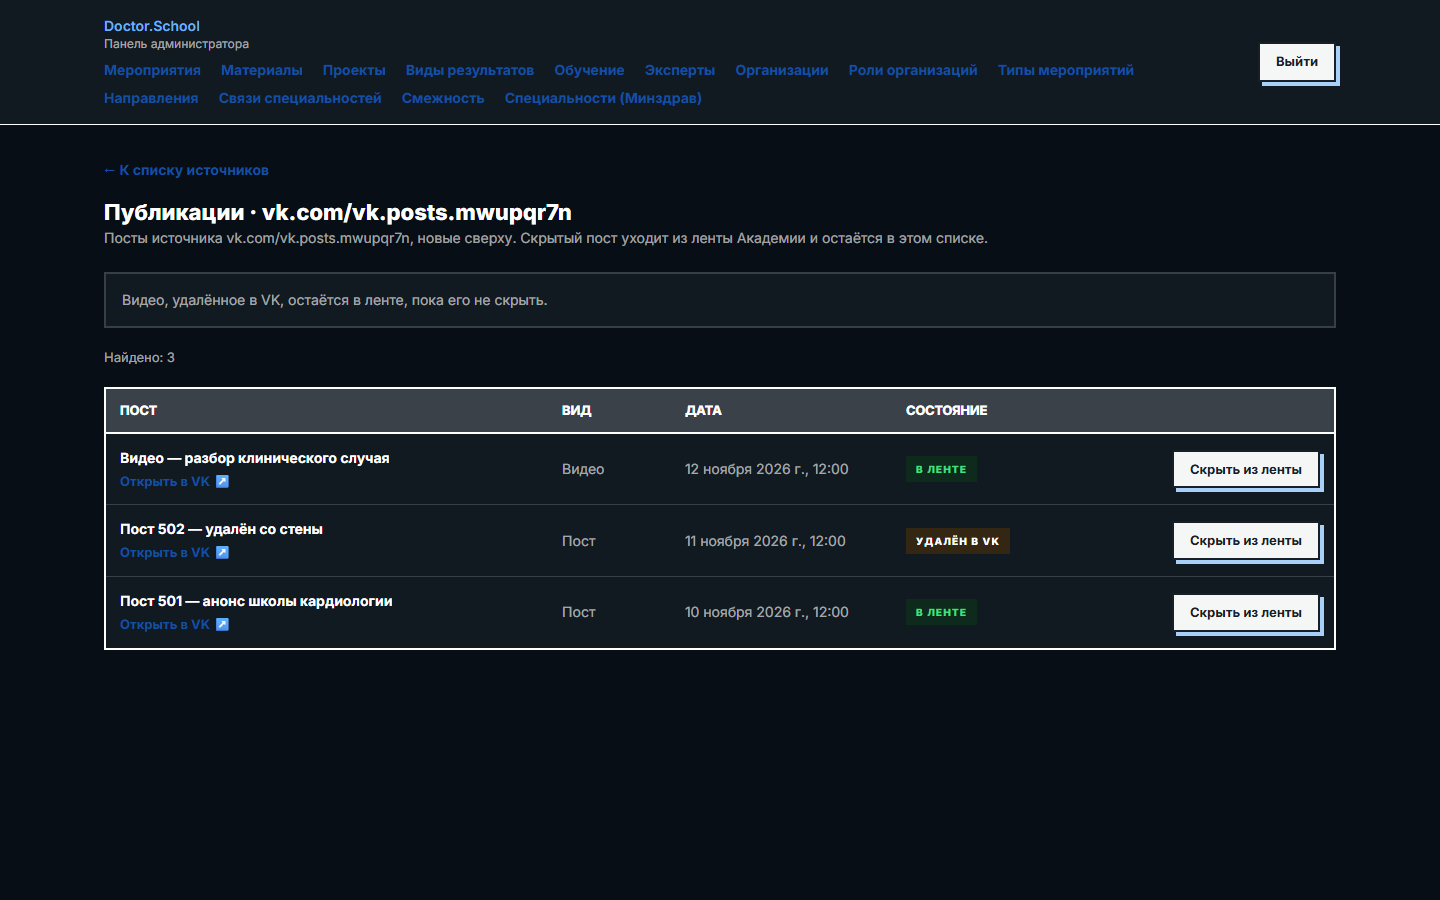 Doctor.School
Панель администратора
Мероприятия Материалы Проекты Виды результатов Обучение Эксперты Организации Роли организаций Типы мероприятий
Направления Связи специальностей Смежность Специальности (Минздрав)
Выйти
← К списку источников
Публикации · vk.com/vk.posts.mwupqr7n
Посты источника vk.com/vk.posts.mwupqr7n, новые сверху. Скрытый пост уходит из ленты Академии и остаётся в этом списке.
Видео, удалённое в VK, остаётся в ленте, пока его не скрыть.
Найдено: 3
ПОСТ ВИД ДАТА СОСТОЯНИЕ
Видео — разбор клинического случая
Открыть в VK ↗
Видео 12 ноября 2026 г., 12:00 В ЛЕНТЕ Скрыть из ленты
Пост 502 — удалён со стены
Открыть в VK ↗
Пост 11 ноября 2026 г., 12:00 УДАЛЁН В VK Скрыть из ленты
Пост 501 — анонс школы кардиологии
Открыть в VK ↗
Пост 10 ноября 2026 г., 12:00 В ЛЕНТЕ Скрыть из ленты